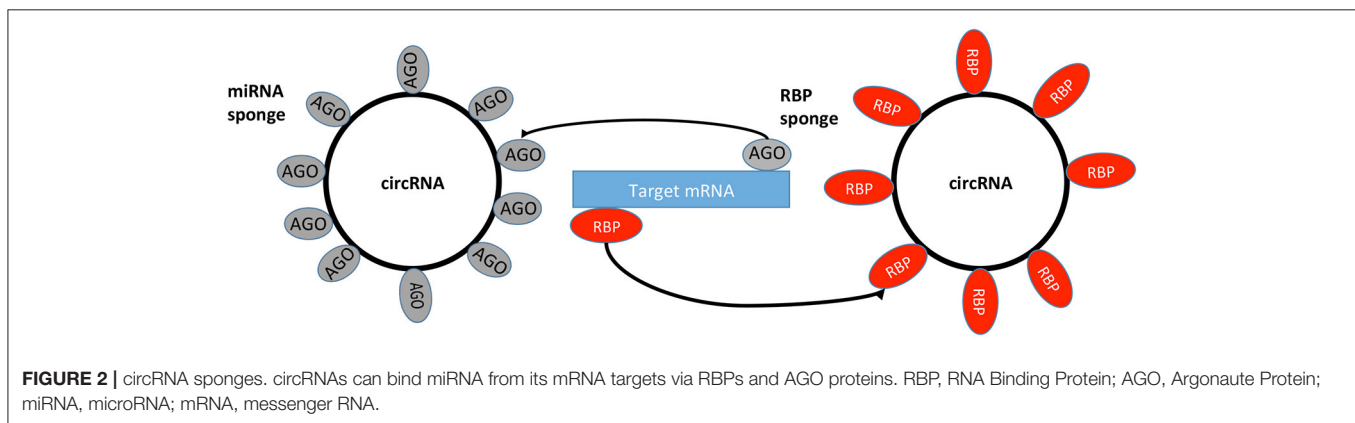 miRNA
sponge
AGO
AGO
AGO
AGO
AGO
AGO
AGO
AGO
AGO
AGO
circRNA
AGO
Target mRNA
RBP
RBP
sponge
RBP
RBP
RBP
RBP
RBP
RBP
RBP
RBP
circRNA
FIGURE 2 | circRNA sponges. circRNAs can bind miRNA from its mRNA targets via RBPs and AGO proteins. RBP, RNA Binding Protein; AGO, Argonaute Protein;
miRNA, microRNA; mRNA, messenger RNA.